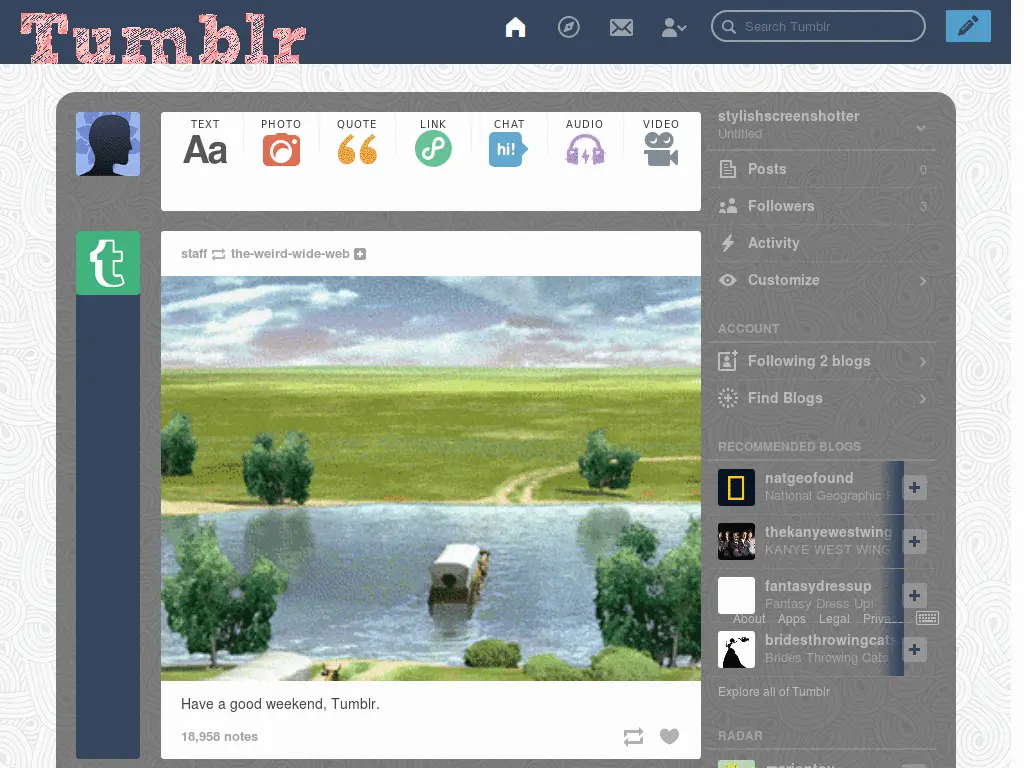 Tumblr
Search Tumblr
TEXT PHOTO QUOTE LINK CHAT AUDIO VIDEO
Aa hi!
staff the-weird-wide-web
Have a good weekend, Tumblr.
18,958 notes
stylishscreenshotter
Untitled
Posts 0
Followers 3
Activity
Customize
ACCOUNT
Following 2 blogs
Find Blogs
RECOMMENDED BLOGS
natgeofound
National Geographic F
thekanyewestwing
KANYE WEST WING
fantasydressup
Fantasy Dress Up!
About Apps Legal Priva
bridesthrowingcats
Brides Throwing Cats
Explore all of Tumblr
RADAR